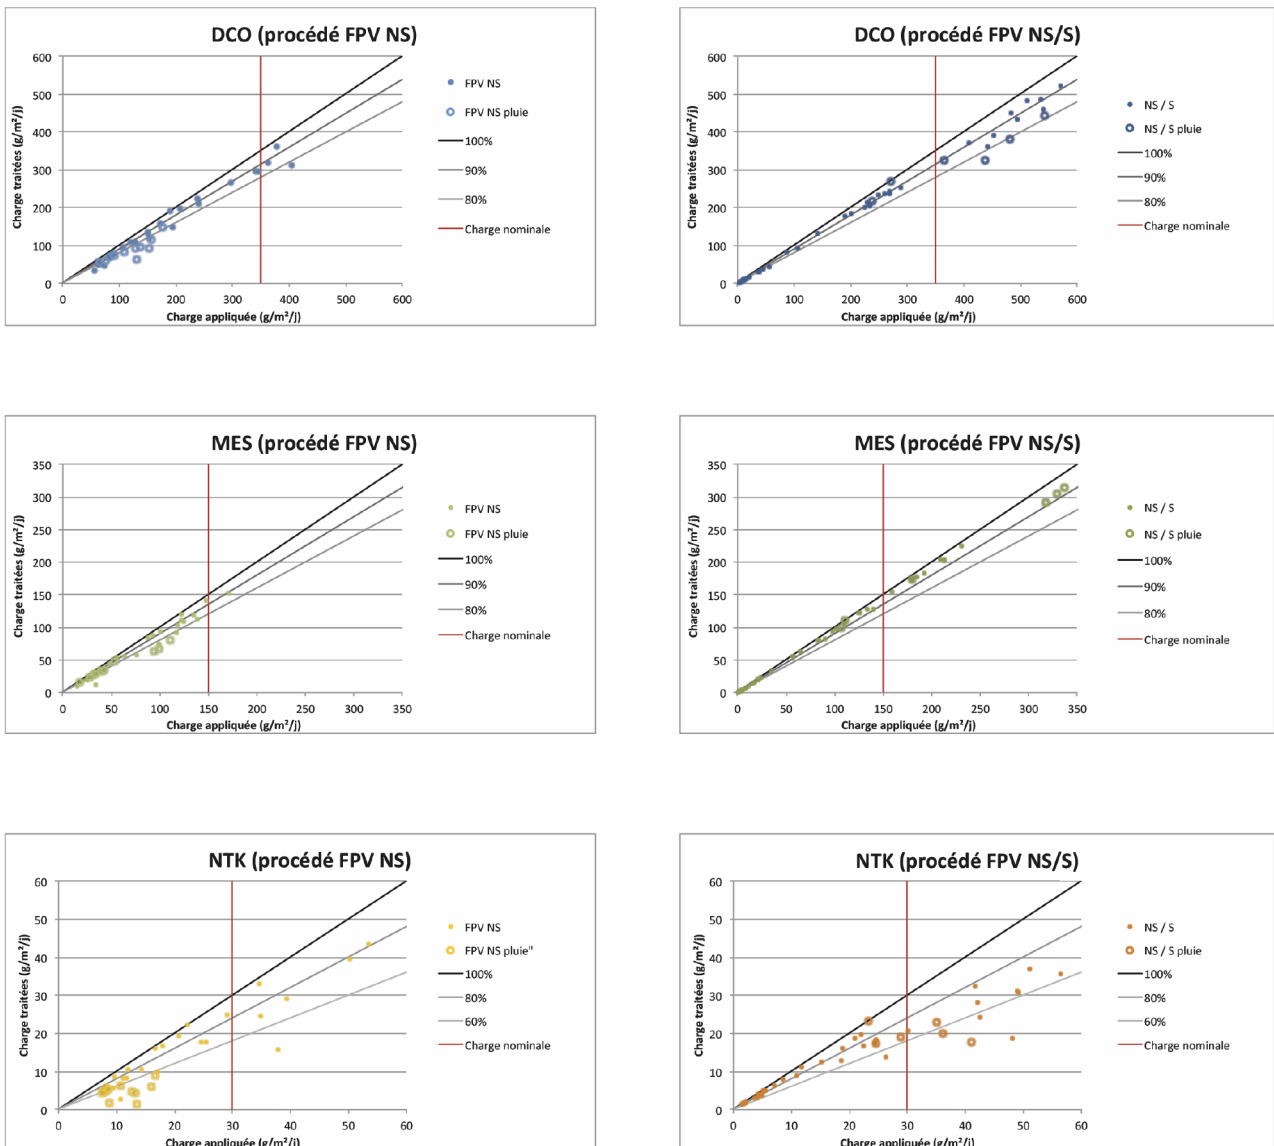 DCO (procédé FPV NS)
Charge traitées (g/m²/j)
600
500
400
300
200
100
0
0 100 200 300 400 500 600
Charge appliquée (g/m²/j)
FPV NS
FPV NS pluie
100%
90%
80%
Charge nominale
DCO (procédé FPV NS/S)
Charge traitées (g/m²/j)
600
500
400
300
200
100
0
0 100 200 300 400 500 600
Charge appliquée (g/m²/j)
NS / S
NS / S pluie
100%
90%
80%
Charge nominale
MES (procédé FPV NS)
Charge traitées (g/m²/j)
350
300
250
200
150
100
50
0
0 50 100 150 200 250 300 350
Charge appliquée (g/m²/j)
FPV NS
FPV NS pluie
100%
90%
80%
Charge nominale
MES (procédé FPV NS/S)
Charge traitées (g/m²/j)
350
300
250
200
150
100
50
0
0 50 100 150 200 250 300 350
Charge appliquée (g/m²/j)
NS / S
NS / S pluie
100%
90%
80%
Charge nominale
NTK (procédé FPV NS)
Charge traitées (g/m²/j)
60
50
40
30
20
10
0
0 10 20 30 40 50 60
Charge appliquée (g/m²/j)
FPV NS
FPV NS pluie"
100%
80%
60%
Charge nominale
NTK (procédé FPV NS/S)
Charge traitées (g/m²/j)
60
50
40
30
20
10
0
0 10 20 30 40 50 60
Charge appliquée (g/m²/j)
NS / S
NS / S pluie
100%
80%
60%
Charge nominale